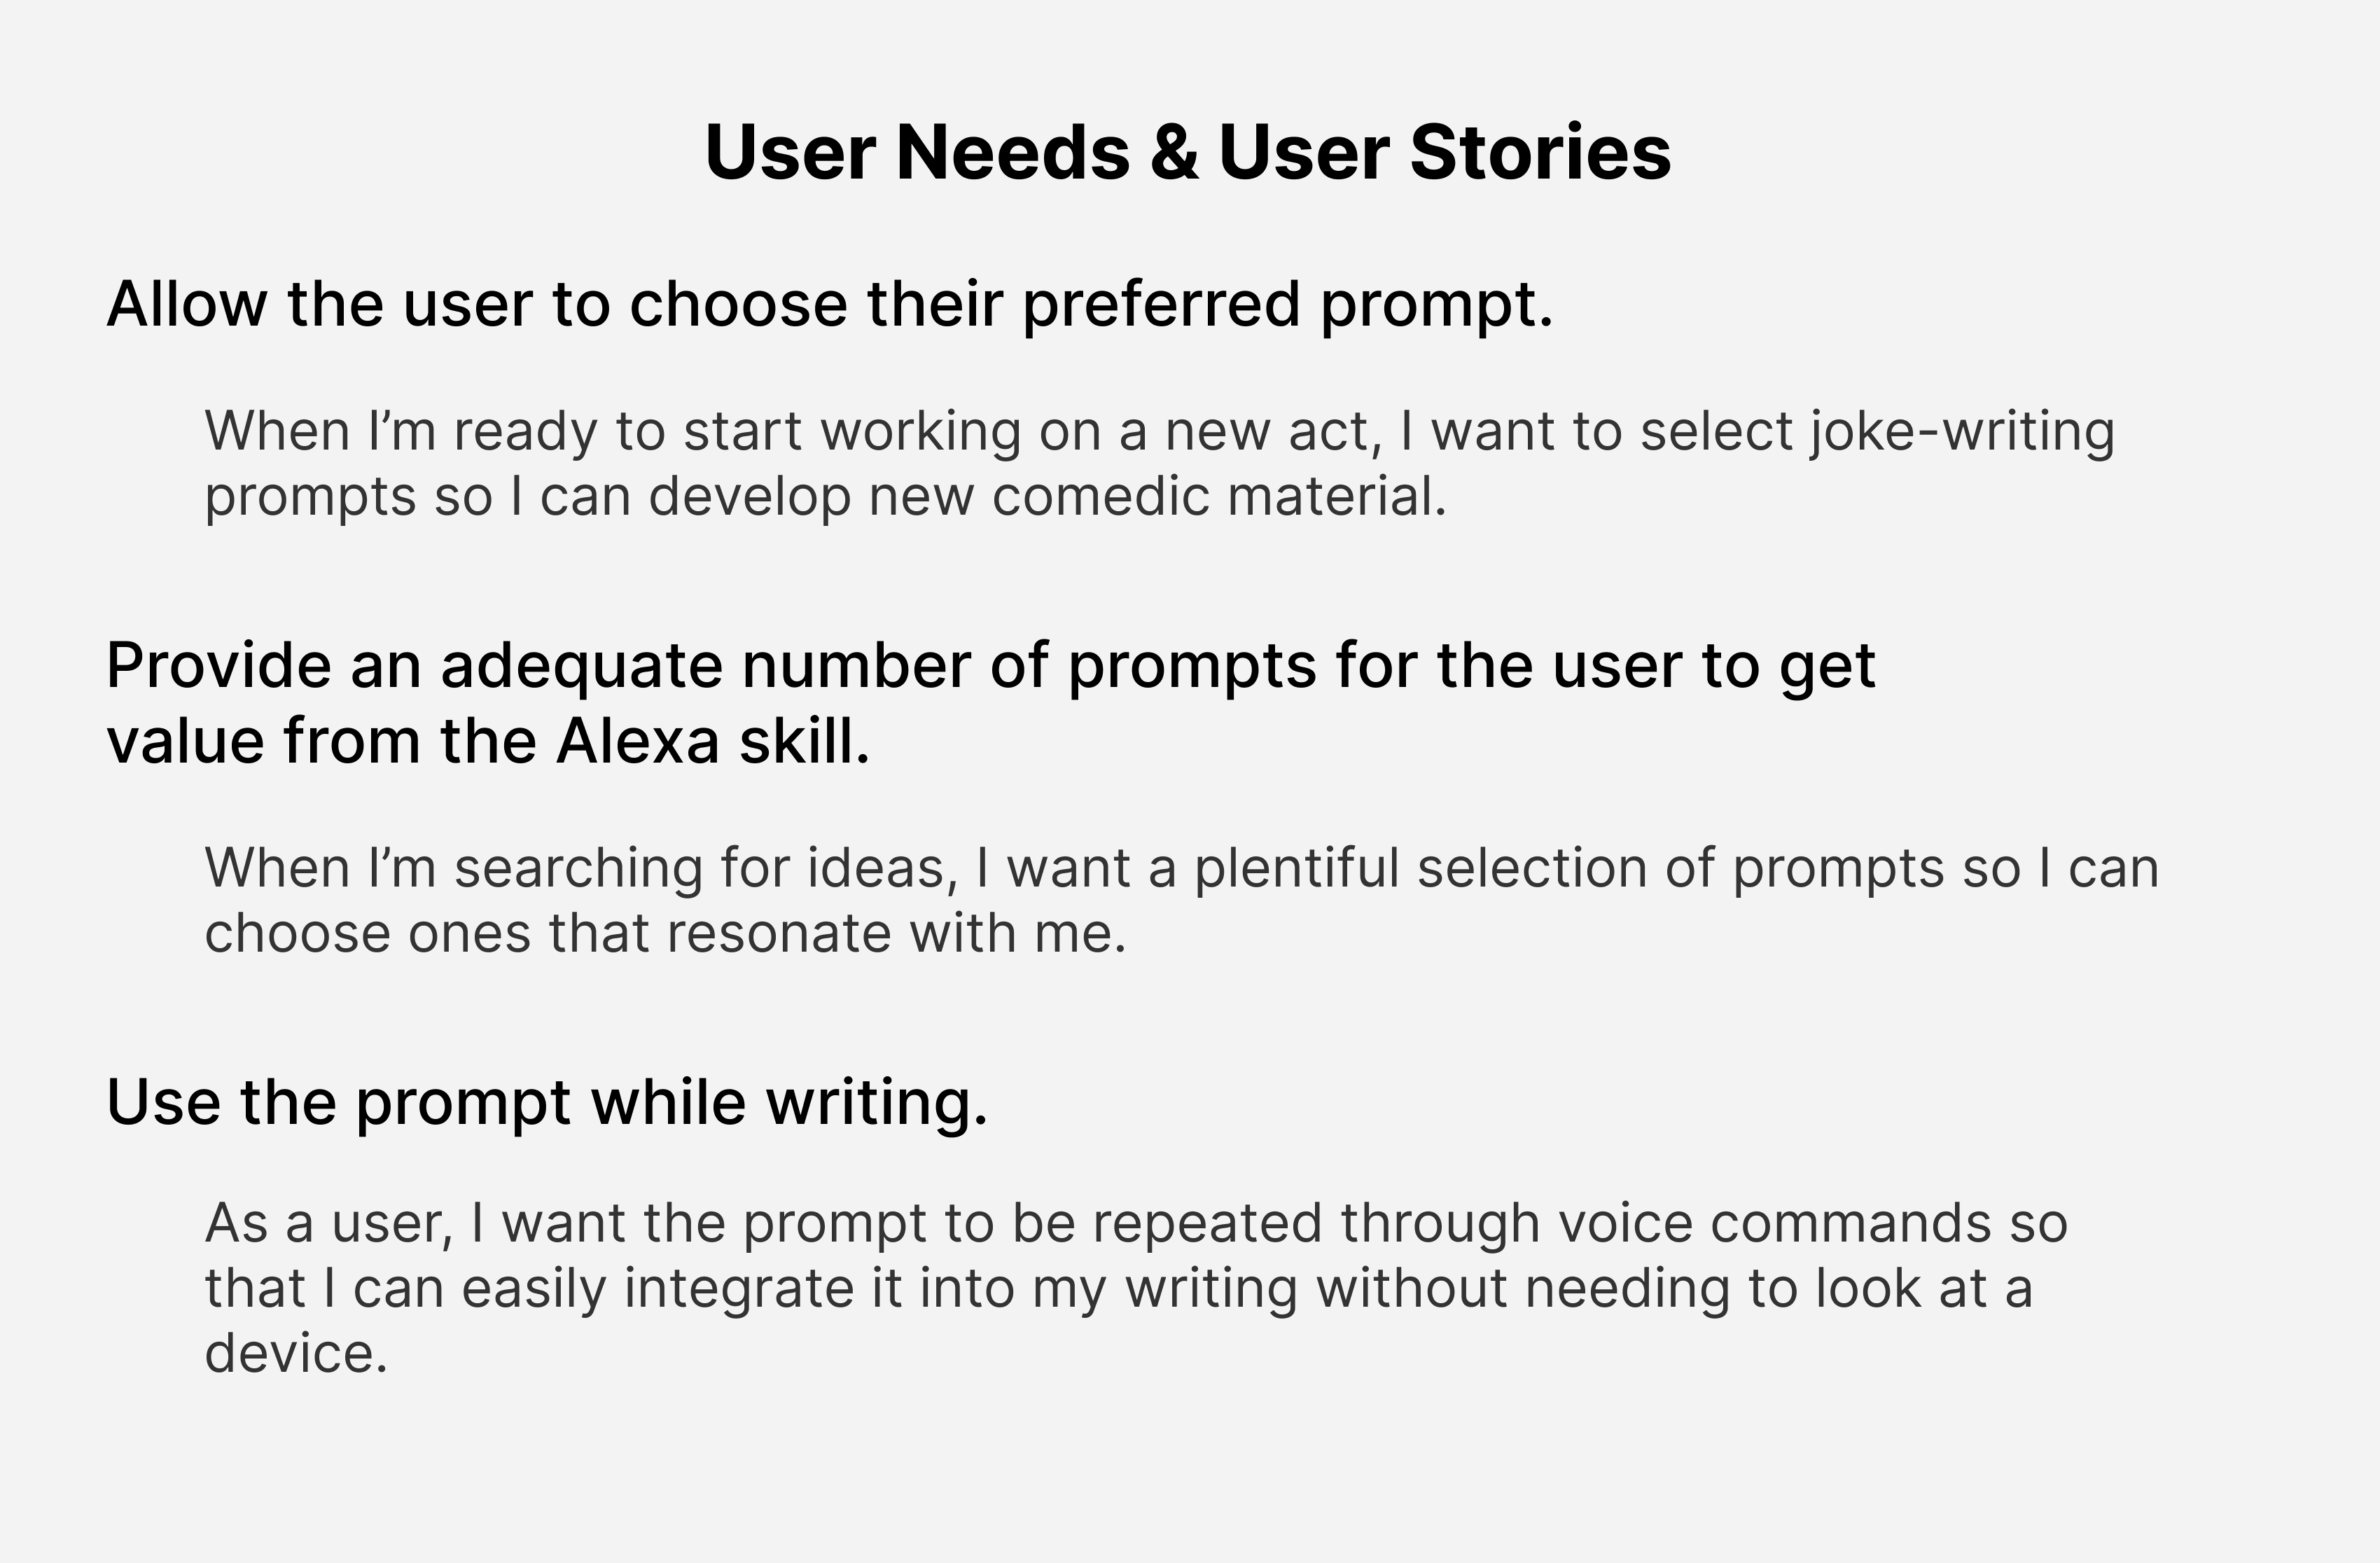 User Needs & User Stories
Allow the user to choose their preferred prompt.
When I’m ready to start working on a new act, I want to select joke-writing
prompts so I can develop new comedic material.
Provide an adequate number of prompts for the user to get
value from the Alexa skill.
When I’m searching for ideas, I want a plentiful selection of prompts so I can
choose ones that resonate with me.
Use the prompt while writing.
As a user, I want the prompt to be repeated through voice commands so
that I can easily integrate it into my writing without needing to look at a
device.